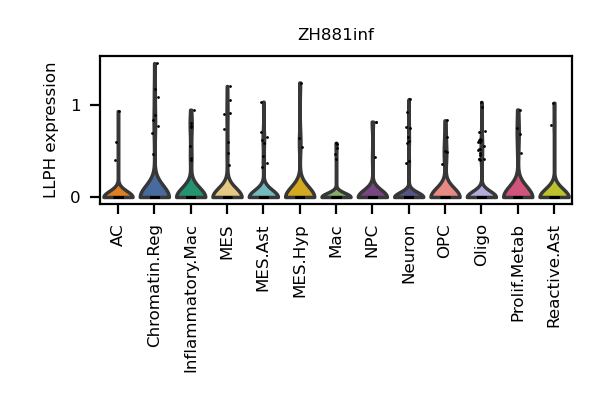 ZH881inf
LLPH expression
1
0
AC
Chromatin.Reg
Inflammatory.Mac
MES
MES.Ast
MES.Hyp
Mac
NPC
Neuron
OPC
Oligo
Prolif.Metab
Reactive.Ast